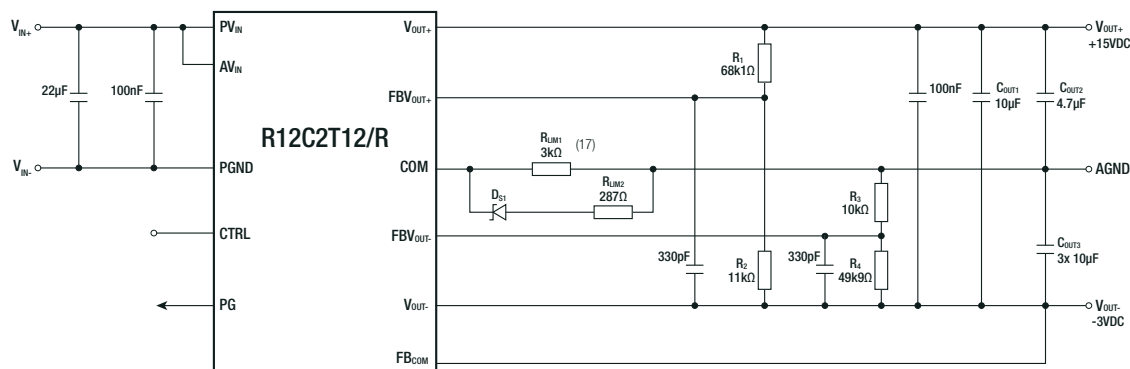 VIN+
PVIN
VOUT+
VOUT+
+15VDC
R1
68k1Ω
AVIN
22µF
100nF
FBVOUT+
100nF
COUT1
10µF
COUT2
4.7µF
R12C2T12/R
RLIM1
3kΩ
(17)
VIN-
PGND
COM
AGND
DS1
RLIM2
287Ω
R3
10kΩ
CTRL
FBVOUT-
330pF
R2
11kΩ
330pF
R4
49k9Ω
COUT3
3x 10µF
PG
VOUT-
VOUT-
-3VDC
FBCOM